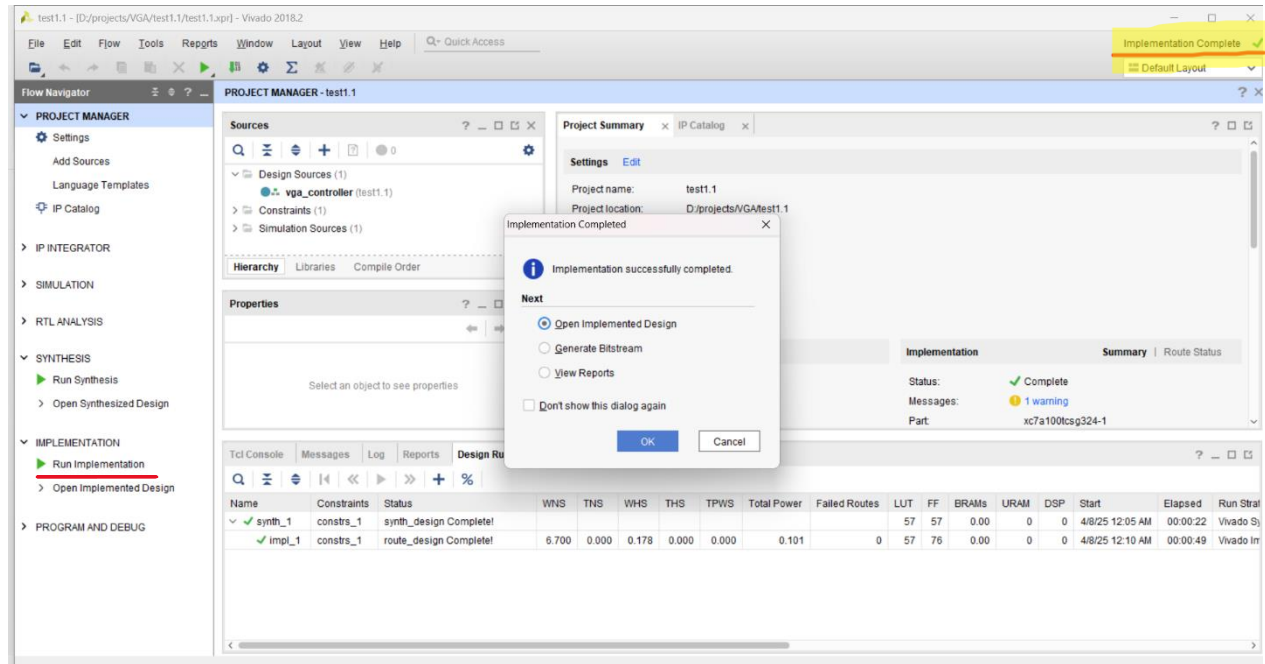 test1.1 - [D:/projects/VGA/test1.1/test1.1.xpr] - Vivado 2018.2
File Edit Flow Tools Reports Window Layout View Help Quick Access
Implementation Complete
Default Layout
Flow Navigator
PROJECT MANAGER - test1.1
PROJECT MANAGER
Settings
Add Sources
Language Templates
IP Catalog
IP INTEGRATOR
SIMULATION
RTL ANALYSIS
SYNTHESIS
Run Synthesis
Open Synthesized Design
IMPLEMENTATION
Run Implementation
Open Implemented Design
PROGRAM AND DEBUG
Sources
0
Design Sources (1)
vga_controller (test1.1)
Constraints (1)
Simulation Sources (1)
Hierarchy Libraries Compile Order
Properties
Select an object to see properties
Project Summary IP Catalog
Settings Edit
Project name: test1.1
Project location: D:/projects/VGA/test1.1
Implementation Completed
Implementation successfully completed.
Next
Open Implemented Design
Generate Bitstream
View Reports
Don't show this dialog again
OK Cancel
Implementation Summary | Route Status
Status: Complete
Messages: 1 warning
Part: xc7a100tcsg324-1
Tcl Console Messages Log Reports Design Ru
Name Constraints Status WNS TNS WHS THS TPWS Total Power Failed Routes LUT FF BRAMs URAM DSP Start Elapsed Run Strat
synth_1 constrs_1 synth_design Complete! 57 57 0.00 0 0 4/8/25 12:05 AM 00:00:22 Vivado Sy
impl_1 constrs_1 route_design Complete! 6.700 0.000 0.178 0.000 0.000 0.101 0 57 76 0.00 0 0 4/8/25 12:10 AM 00:00:49 Vivado Im